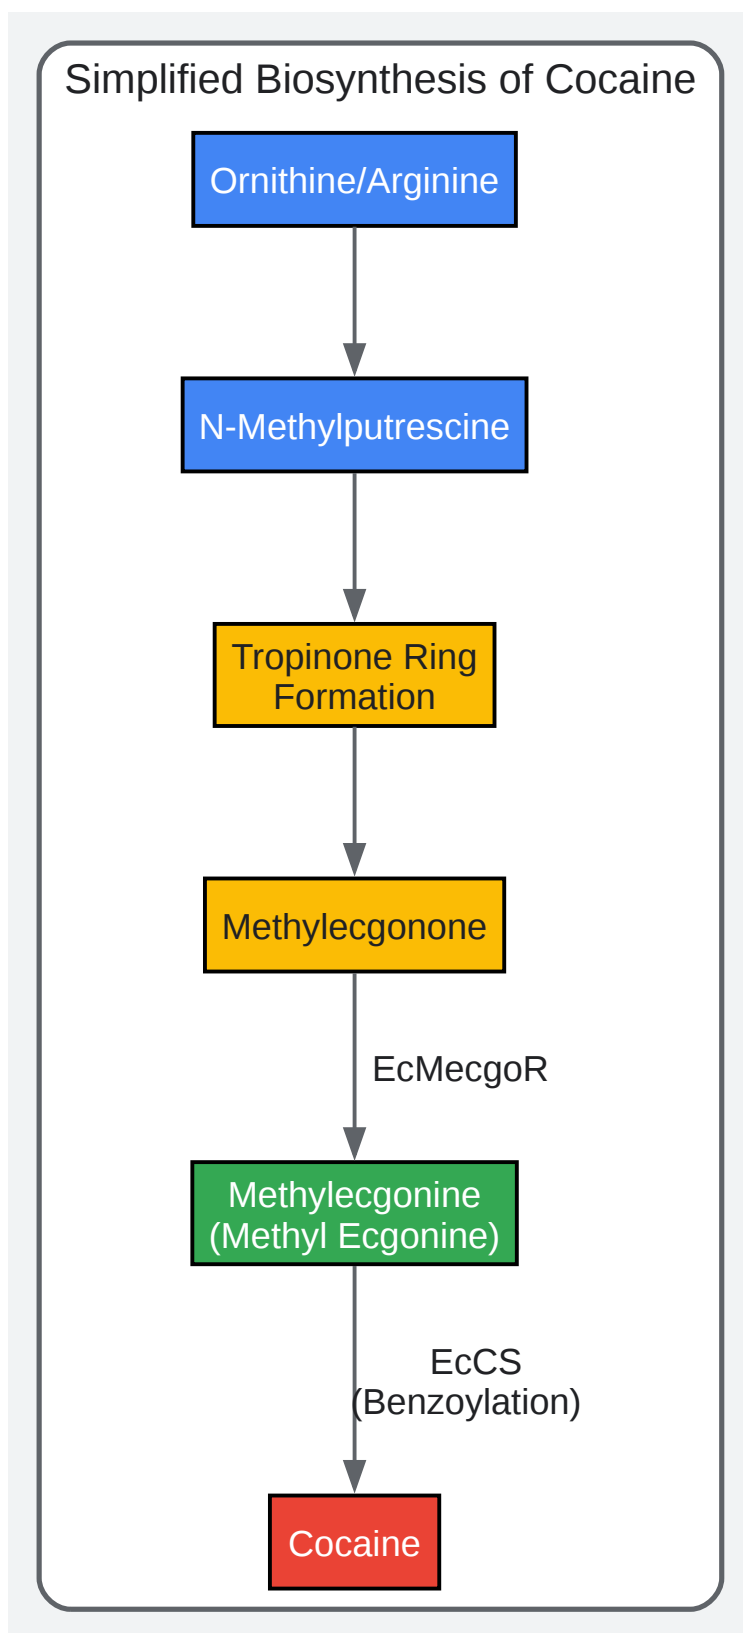 Simplified Biosynthesis of Cocaine
Ornithine/Arginine
N-Methylputrescine
Tropinone Ring
Formation
Methylecgonone
EcMecgoR
Methylecgonine
(Methyl Ecgonine)
EcCS
(Benzoylation)
Cocaine